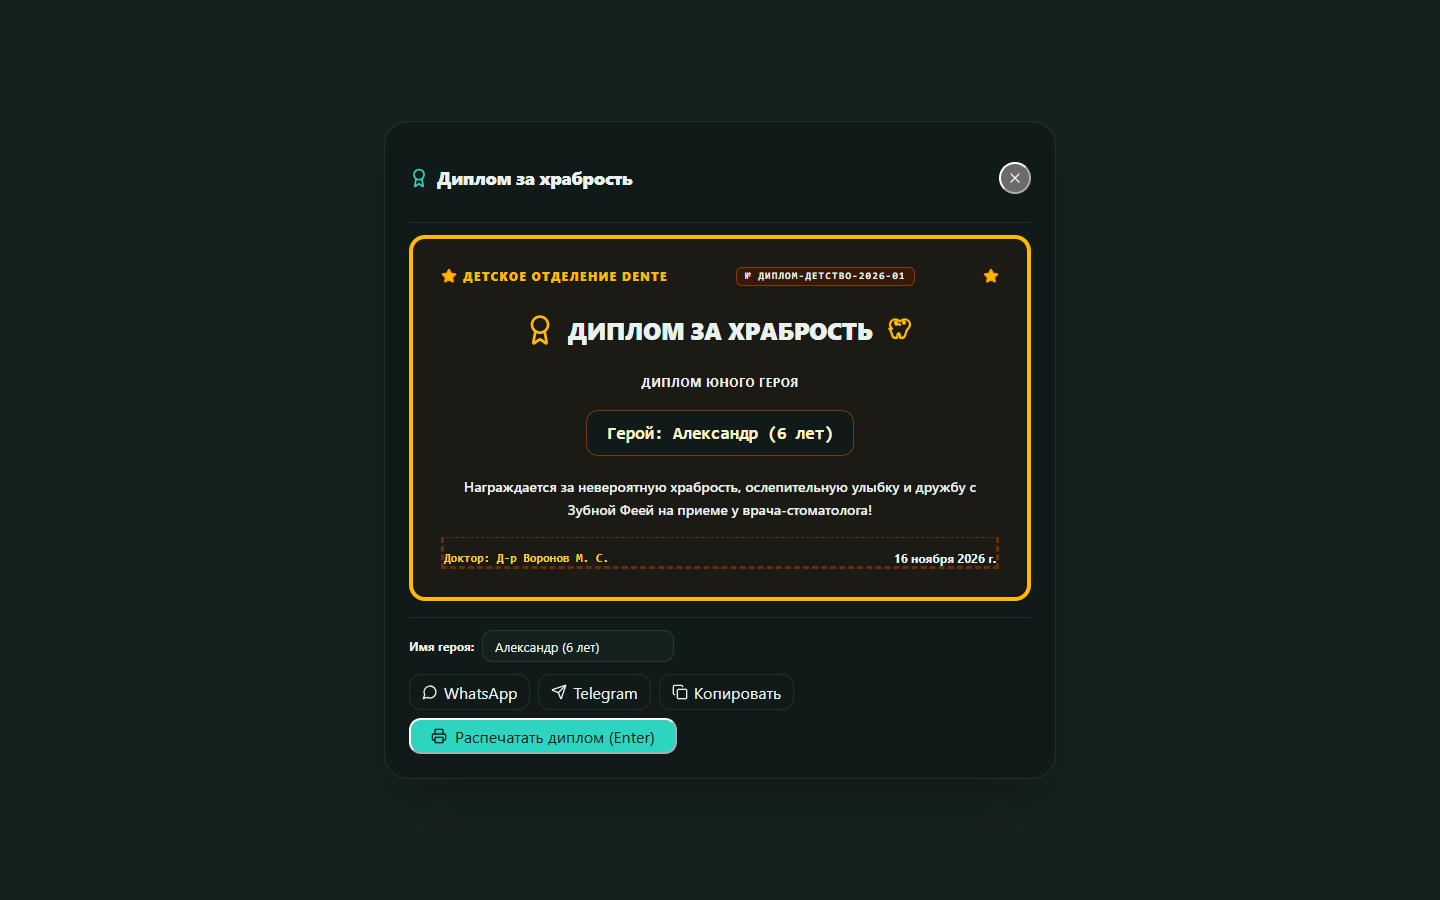 Диплом за храбрость
ДЕТСКОЕ ОТДЕЛЕНИЕ DENTE
№ ДИПЛОМ-ДЕТСТВО-2026-01
ДИПЛОМ ЗА ХРАБРОСТЬ
ДИПЛОМ ЮНОГО ГЕРОЯ
Герой: Александр (6 лет)
Награждается за невероятную храбрость, ослепительную улыбку и дружбу с
Зубной Феей на приеме у врача-стоматолога!
Доктор: Д-р Воронов М. С.
16 ноября 2026 г.
Имя героя:
Александр (6 лет)
WhatsApp
Telegram
Копировать
Распечатать диплом (Enter)